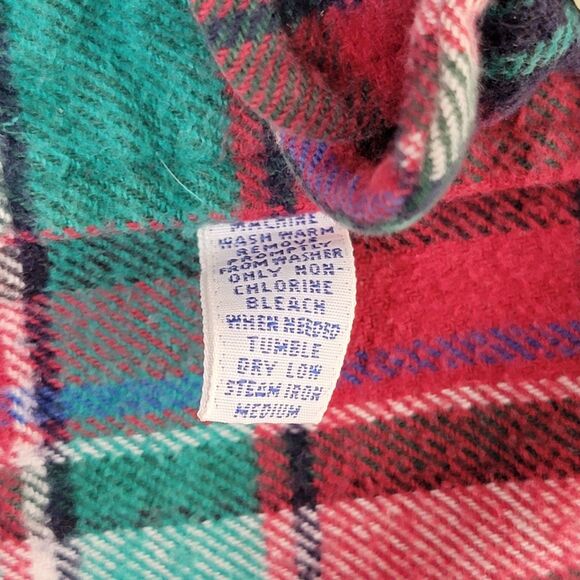 MACHINE
WASH WARM
REMOVE
PROMPTLY
FROM WASHER
ONLY NON-
CHLORINE
BLEACH
WHEN NEEDED
TUMBLE
DRY LOW
STEAM IRON
MEDIUM